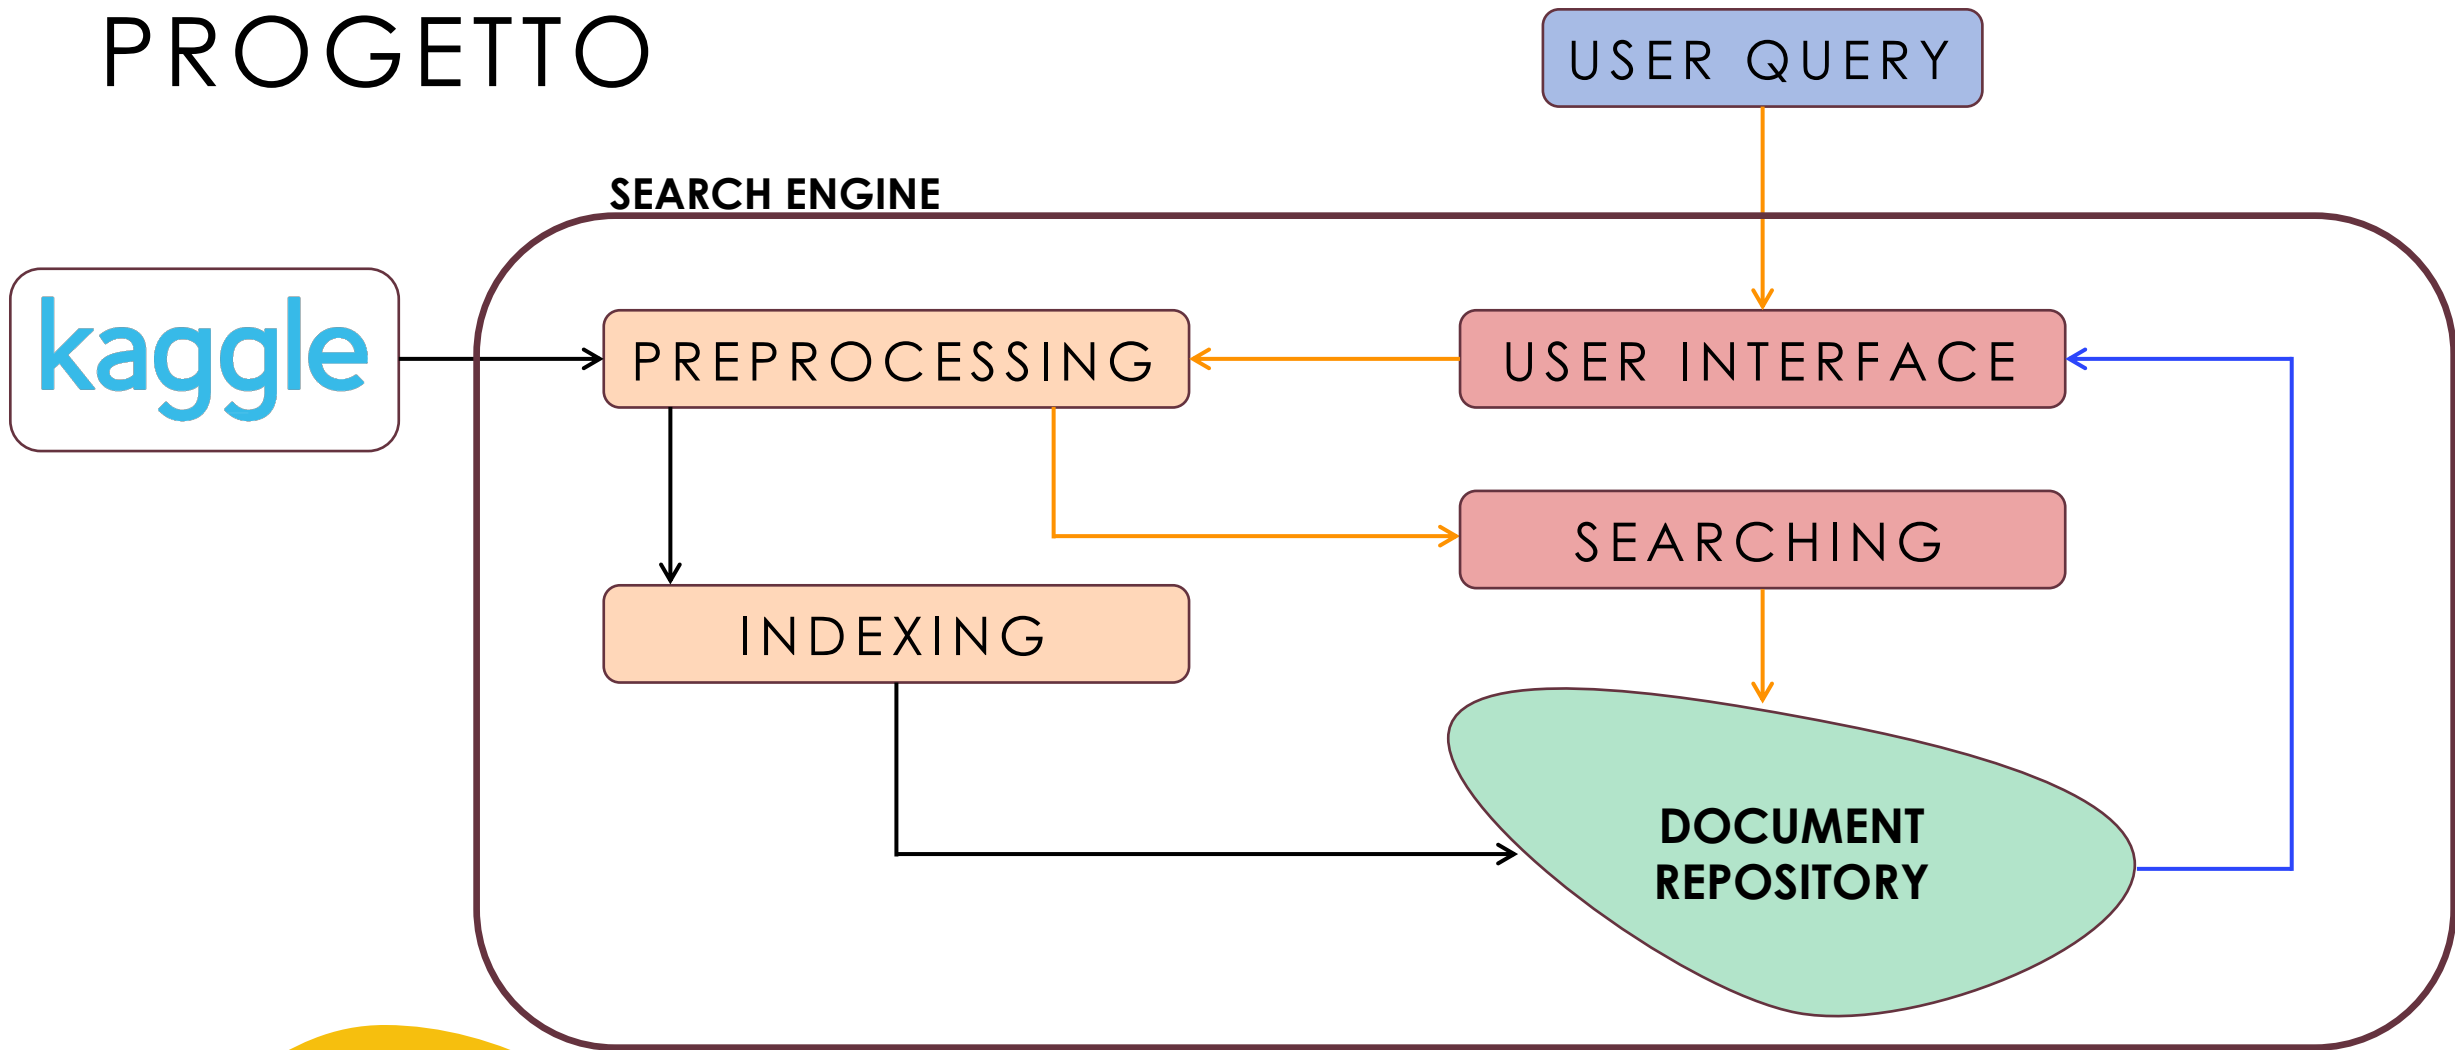 PROGETTO
USER QUERY
SEARCH ENGINE
kaggle
PREPROCESSING
USER INTERFACE
SEARCHING
INDEXING
DOCUMENT
REPOSITORY